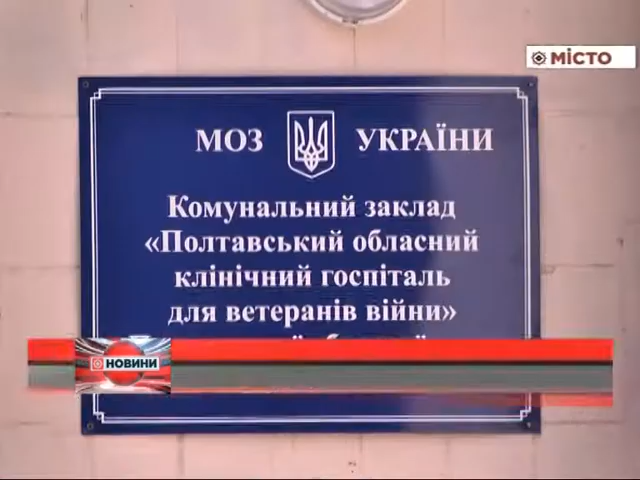 МІСТО
МОЗ УКРАЇНИ
Комунальний заклад
«Полтавський обласний
клінічний госпіталь
для ветеранів війни»
НОВИНИ